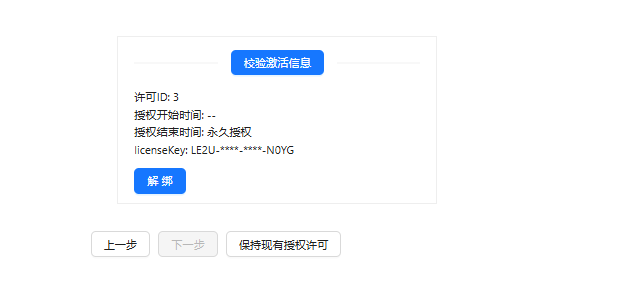 校验激活信息
许可ID: 3
授权开始时间: --
授权结束时间: 永久授权
licenseKey: LE2U-****-****-N0YG
解 绑
上一步 下一步 保持现有授权许可